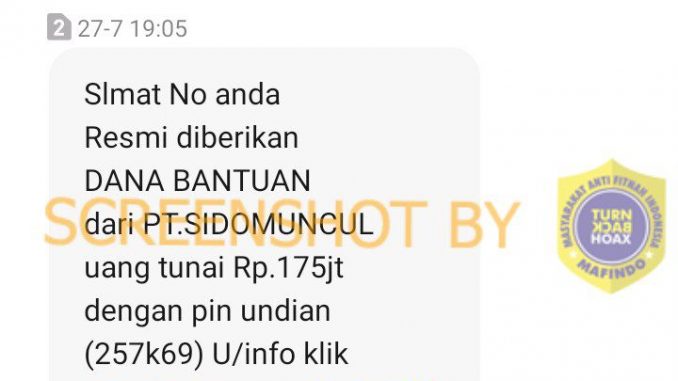 2 27-7 19:05
Slmat No anda
Resmi diberikan
DANA BANTUAN
dari PT.SIDOMUNCUL
SCREENSHOT BY
uang tunai Rp.175jt
dengan pin undian
(257k69) U/info klik
MASYARAKAT ANTI FITNAH INDONESIA
TURN
BACK
HOAX
MAFINDO